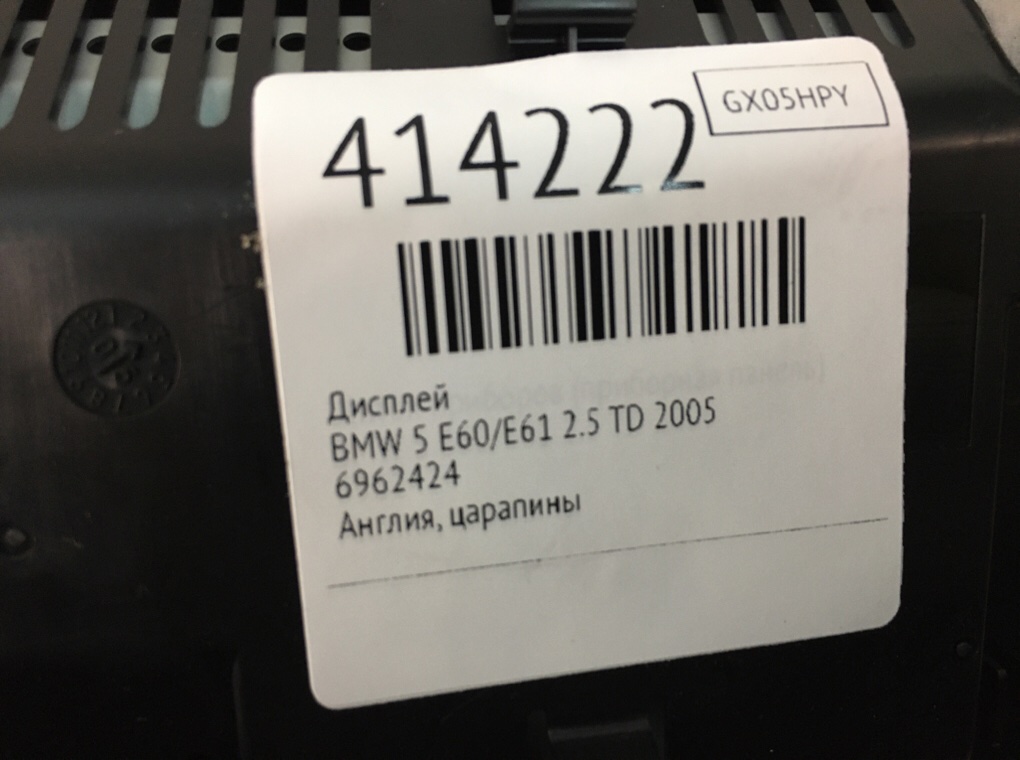 414222
GX05HPY
Дисплей
BMW 5 E60/E61 2.5 TD 2005
6962424
Англия, царапины